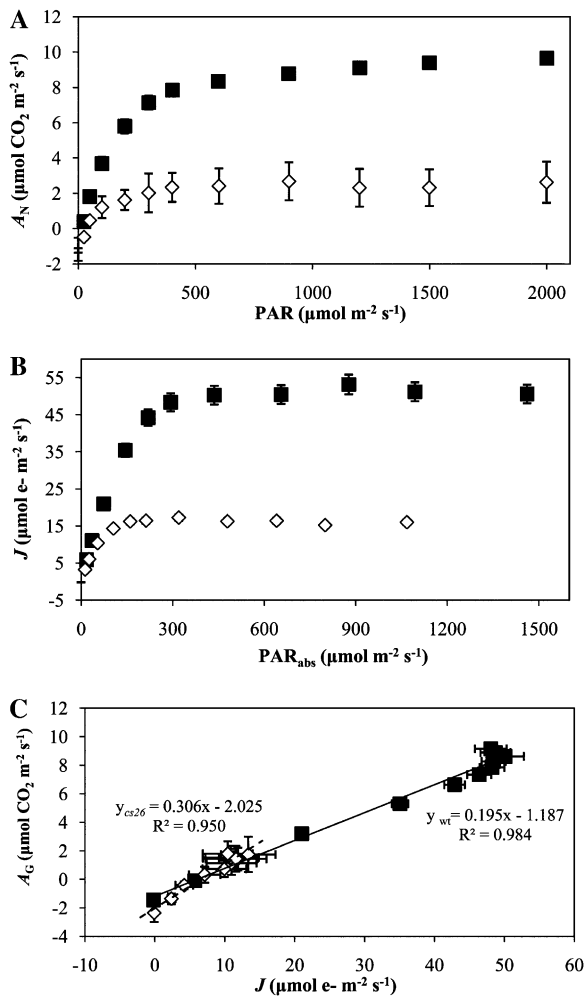 A
12
10
8
6
4
2
0
-2
A_N (µmol CO₂ m⁻² s⁻¹)
0 500 1000 1500 2000
PAR (µmol m⁻² s⁻¹)
B
55
45
35
25
15
5
-5
J (µmol e- m⁻² s⁻¹)
0 300 600 900 1200 1500
PARabs (µmol m⁻² s⁻¹)
C
12
10
8
6
4
2
0
-2
-4
A_G (µmol CO₂ m⁻² s⁻¹)
y_cs26 = 0.306x - 2.025
R² = 0.950
y wt= 0.195x - 1.187
R² = 0.984
-10 0 10 20 30 40 50 60
J (µmol e- m⁻² s⁻¹)